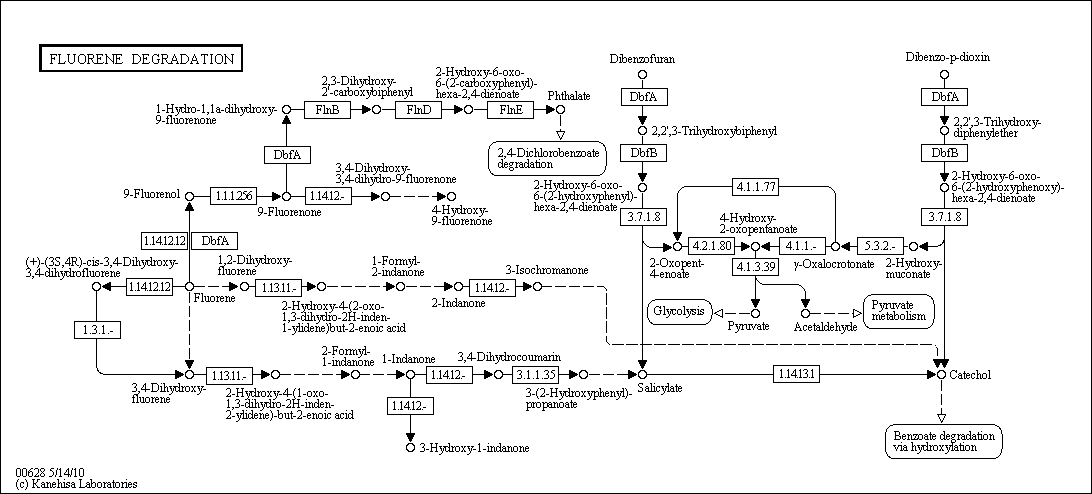 FLUORENE DEGRADATION
Dibenzofuran
Dibenzo-p-dioxin
2,3-Dihydroxy-
2'-carboxybiphenyl
2-Hydroxy-6-oxo-
6-(2-carboxyphenyl)-
hexa-2,4-dienoate
Phthalate
1-Hydro-1,1a-dihydroxy-
9-fluorenone
FlnB
FlnD
FlnE
DbfA
DbfA
2,2',3-Trihydroxybiphenyl
2,2',3-Trihydroxy-
diphenylether
DbfB
DbfB
DbfA
2,4-Dichlorobenzoate
degradation
3,4-Dihydroxy-
3,4-dihydro-9-fluorenone
2-Hydroxy-6-oxo-
6-(2-hydroxyphenyl)-
hexa-2,4-dienoate
2-Hydroxy-6-oxo-
6-(2-hydroxyphenoxy)-
hexa-2,4-dienoate
9-Fluorenol
1.1.1.256
9-Fluorenone
1.14.12.-
4-Hydroxy-
9-fluorenone
4.1.1.77
3.7.1.8
3.7.1.8
4-Hydroxy-
2-oxopentanoate
1.14.12.12
DbfA
4.2.1.80
4.1.1.-
5.3.2.-
2-Oxopent-
4-enoate
4.1.3.39
γ-Oxalocrotonate
2-Hydroxy-
muconate
(+)-(3S,4R)-cis-3,4-Dihydroxy-
3,4-dihydrofluorene
1,2-Dihydroxy-
fluorene
1-Formyl-
2-indanone
3-Isochromanone
1.14.12.12
Fluorene
1.13.11.-
2-Indanone
1.14.12.-
2-Hydroxy-4-(2-oxo-
1,3-dihydro-2H-inden-
1-ylidene)but-2-enoic acid
Glycolysis
Pyruvate
Acetaldehyde
Pyruvate
metabolism
1.3.1.-
2-Formyl-
1-indanone
1-Indanone
3,4-Dihydrocoumarin
3,4-Dihydroxy-
fluorene
1.13.11.-
1.14.12.-
3.1.1.35
3-(2-Hydroxyphenyl)-
propanoate
Salicylate
1.14.13.1
Catechol
2-Hydroxy-4-(1-oxo-
1,3-dihydro-2H-inden-
2-ylidene)-but-2-enoic acid
1.14.12.-
3-Hydroxy-1-indanone
Benzoate degradation
via hydroxylation
00628 5/14/10
(c) Kanehisa Laboratories